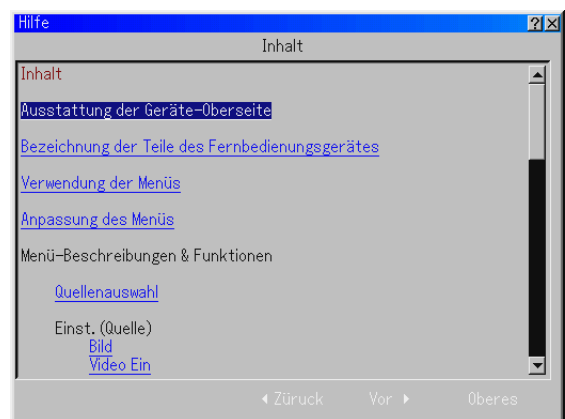 Hilfe
Inhalt
Inhalt
Ausstattung der Geräte-Oberseite
Bezeichnung der Teile des Fernbedienungsgerätes
Verwendung der Menüs
Anpassung des Menüs
Menü-Beschreibungen & Funktionen
Quellenauswahl
Einst.(Quelle)
Bild
Video Ein
Züruck Vor Oberes